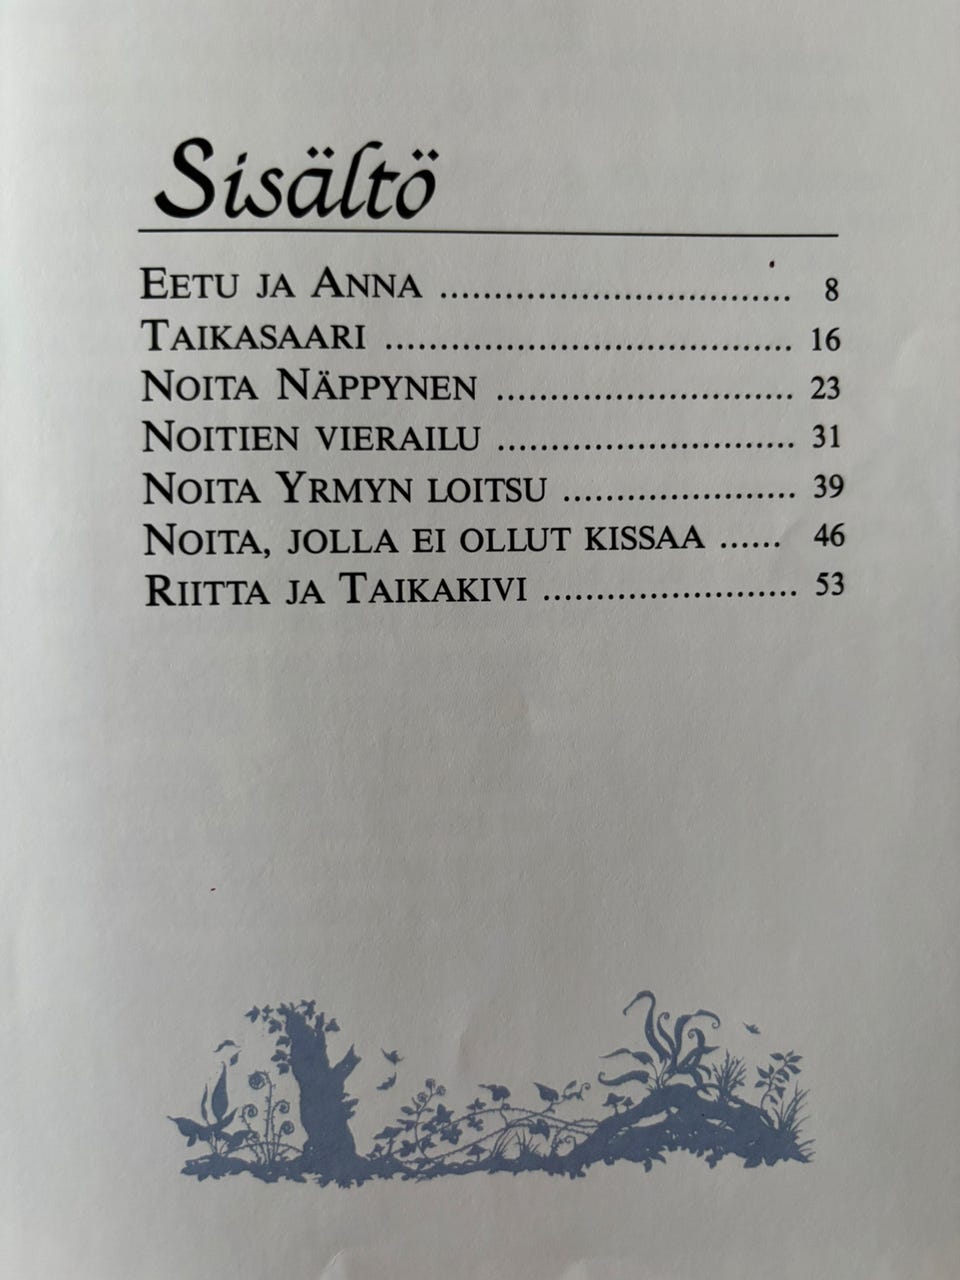 Sisältö
EETU JA ANNA ................................. 8
TAIKASAARI ...................................... 16
NOITA NÄPPYNEN ............................ 23
NOITIEN VIERAILU ............................ 31
NOITA YRMYN LOITSU ...................... 39
NOITA, JOLLA EI OLLUT KISSAA ...... 46
RIITTA JA TAIKAKIVI ........................ 53